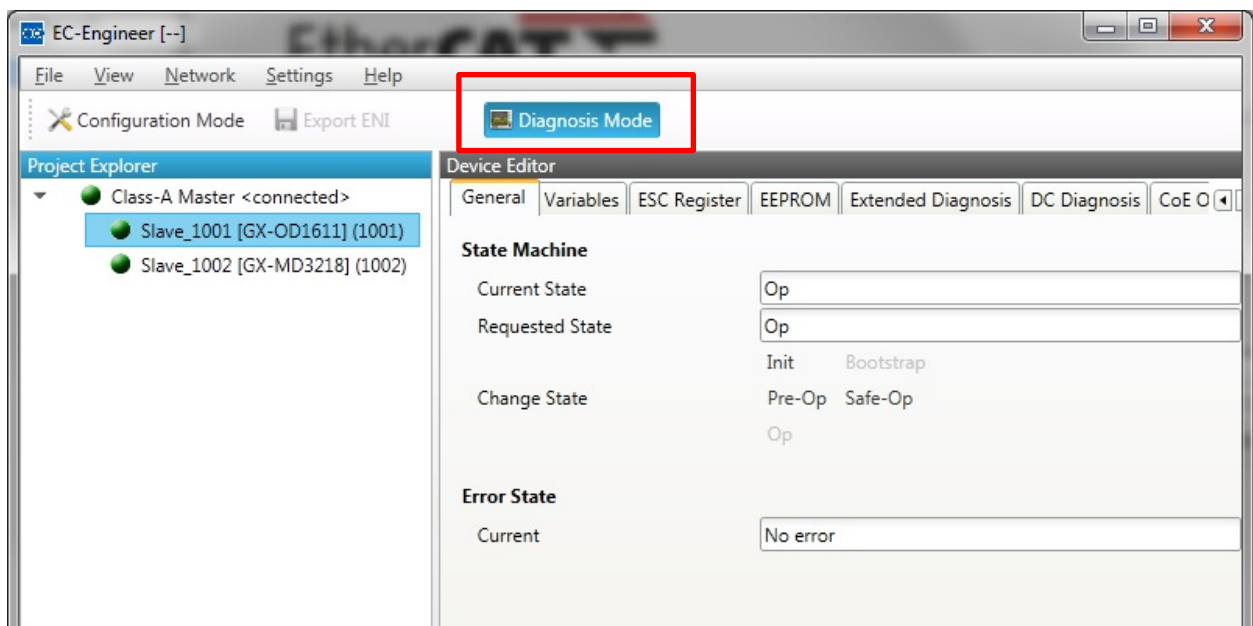 EC-Engineer [--]
EtherCAT
File View Network Settings Help
Configuration Mode Export ENI Diagnosis Mode
Project Explorer
Class-A Master <connected>
Slave_1001 [GX-OD1611] (1001)
Slave_1002 [GX-MD3218] (1002)
Device Editor
General Variables ESC Register EEPROM Extended Diagnosis DC Diagnosis CoE O
State Machine
Current State Op
Requested State Op
Init Bootstrap
Change State Pre-Op Safe-Op
Op
Error State
Current No error